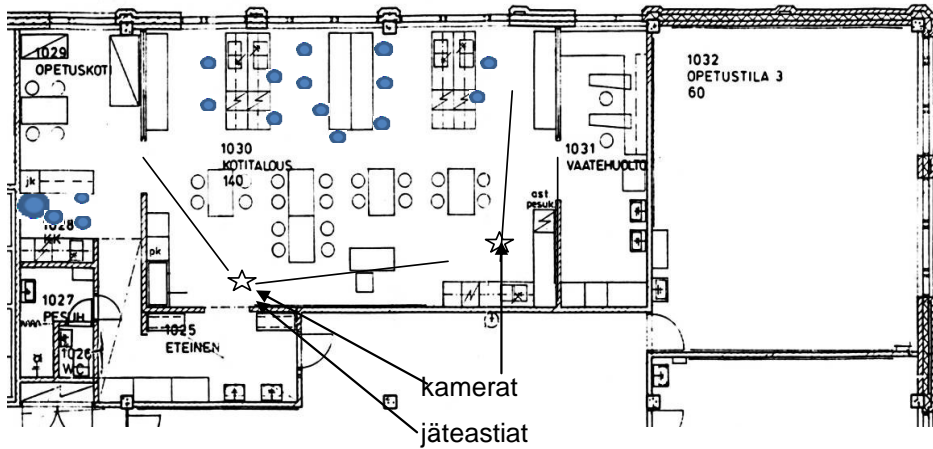 1029
OPETUSKOTI
1032
OPETUSTILA 3
60
1030
KOTITALOUS
140
1031
VAATEHUOLTO
jk
ast
pesuk.
1028
KK
pk
1027
PESUH
1025
ETEINEN
1026
WC
kamerat
jäteastiat